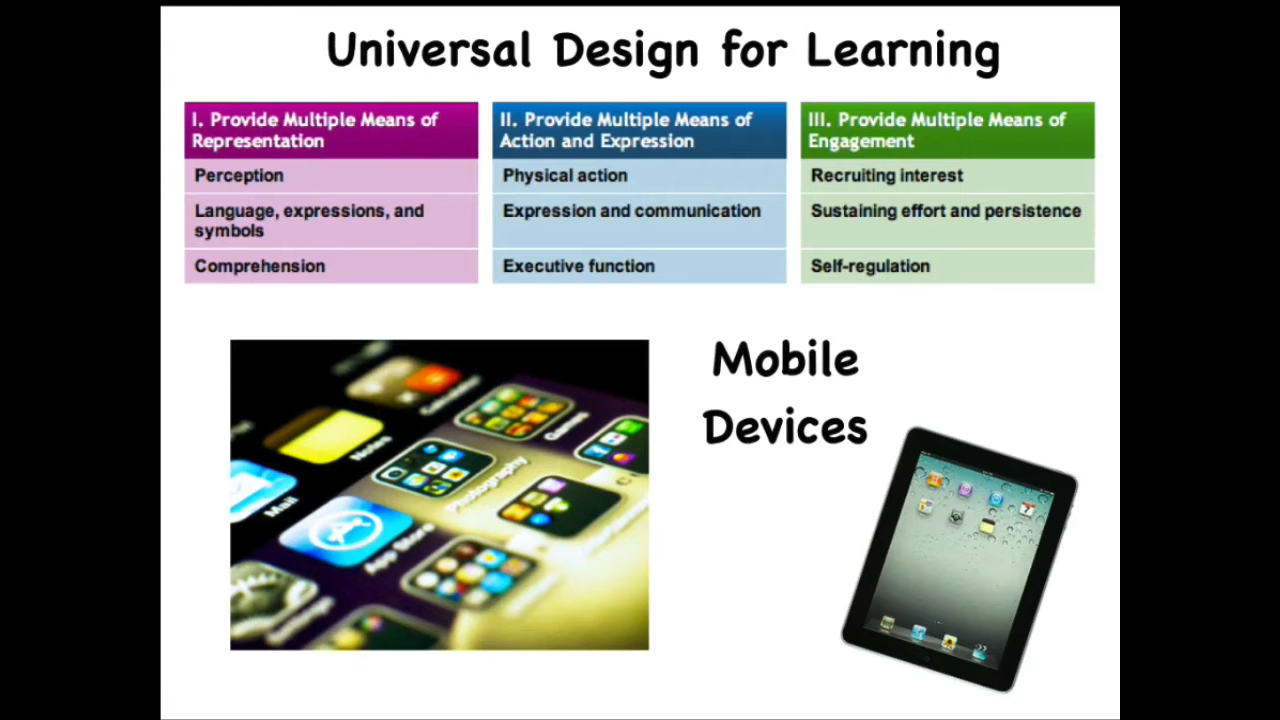 Universal Design for Learning
I. Provide Multiple Means of
Representation
Perception
Language, expressions, and
symbols
Comprehension
II. Provide Multiple Means of
Action and Expression
Physical action
Expression and communication
Executive function
III. Provide Multiple Means of
Engagement
Recruiting interest
Sustaining effort and persistence
Self-regulation
Mobile
Devices
Notes
Games
Photography
Mail
App Store
Settings